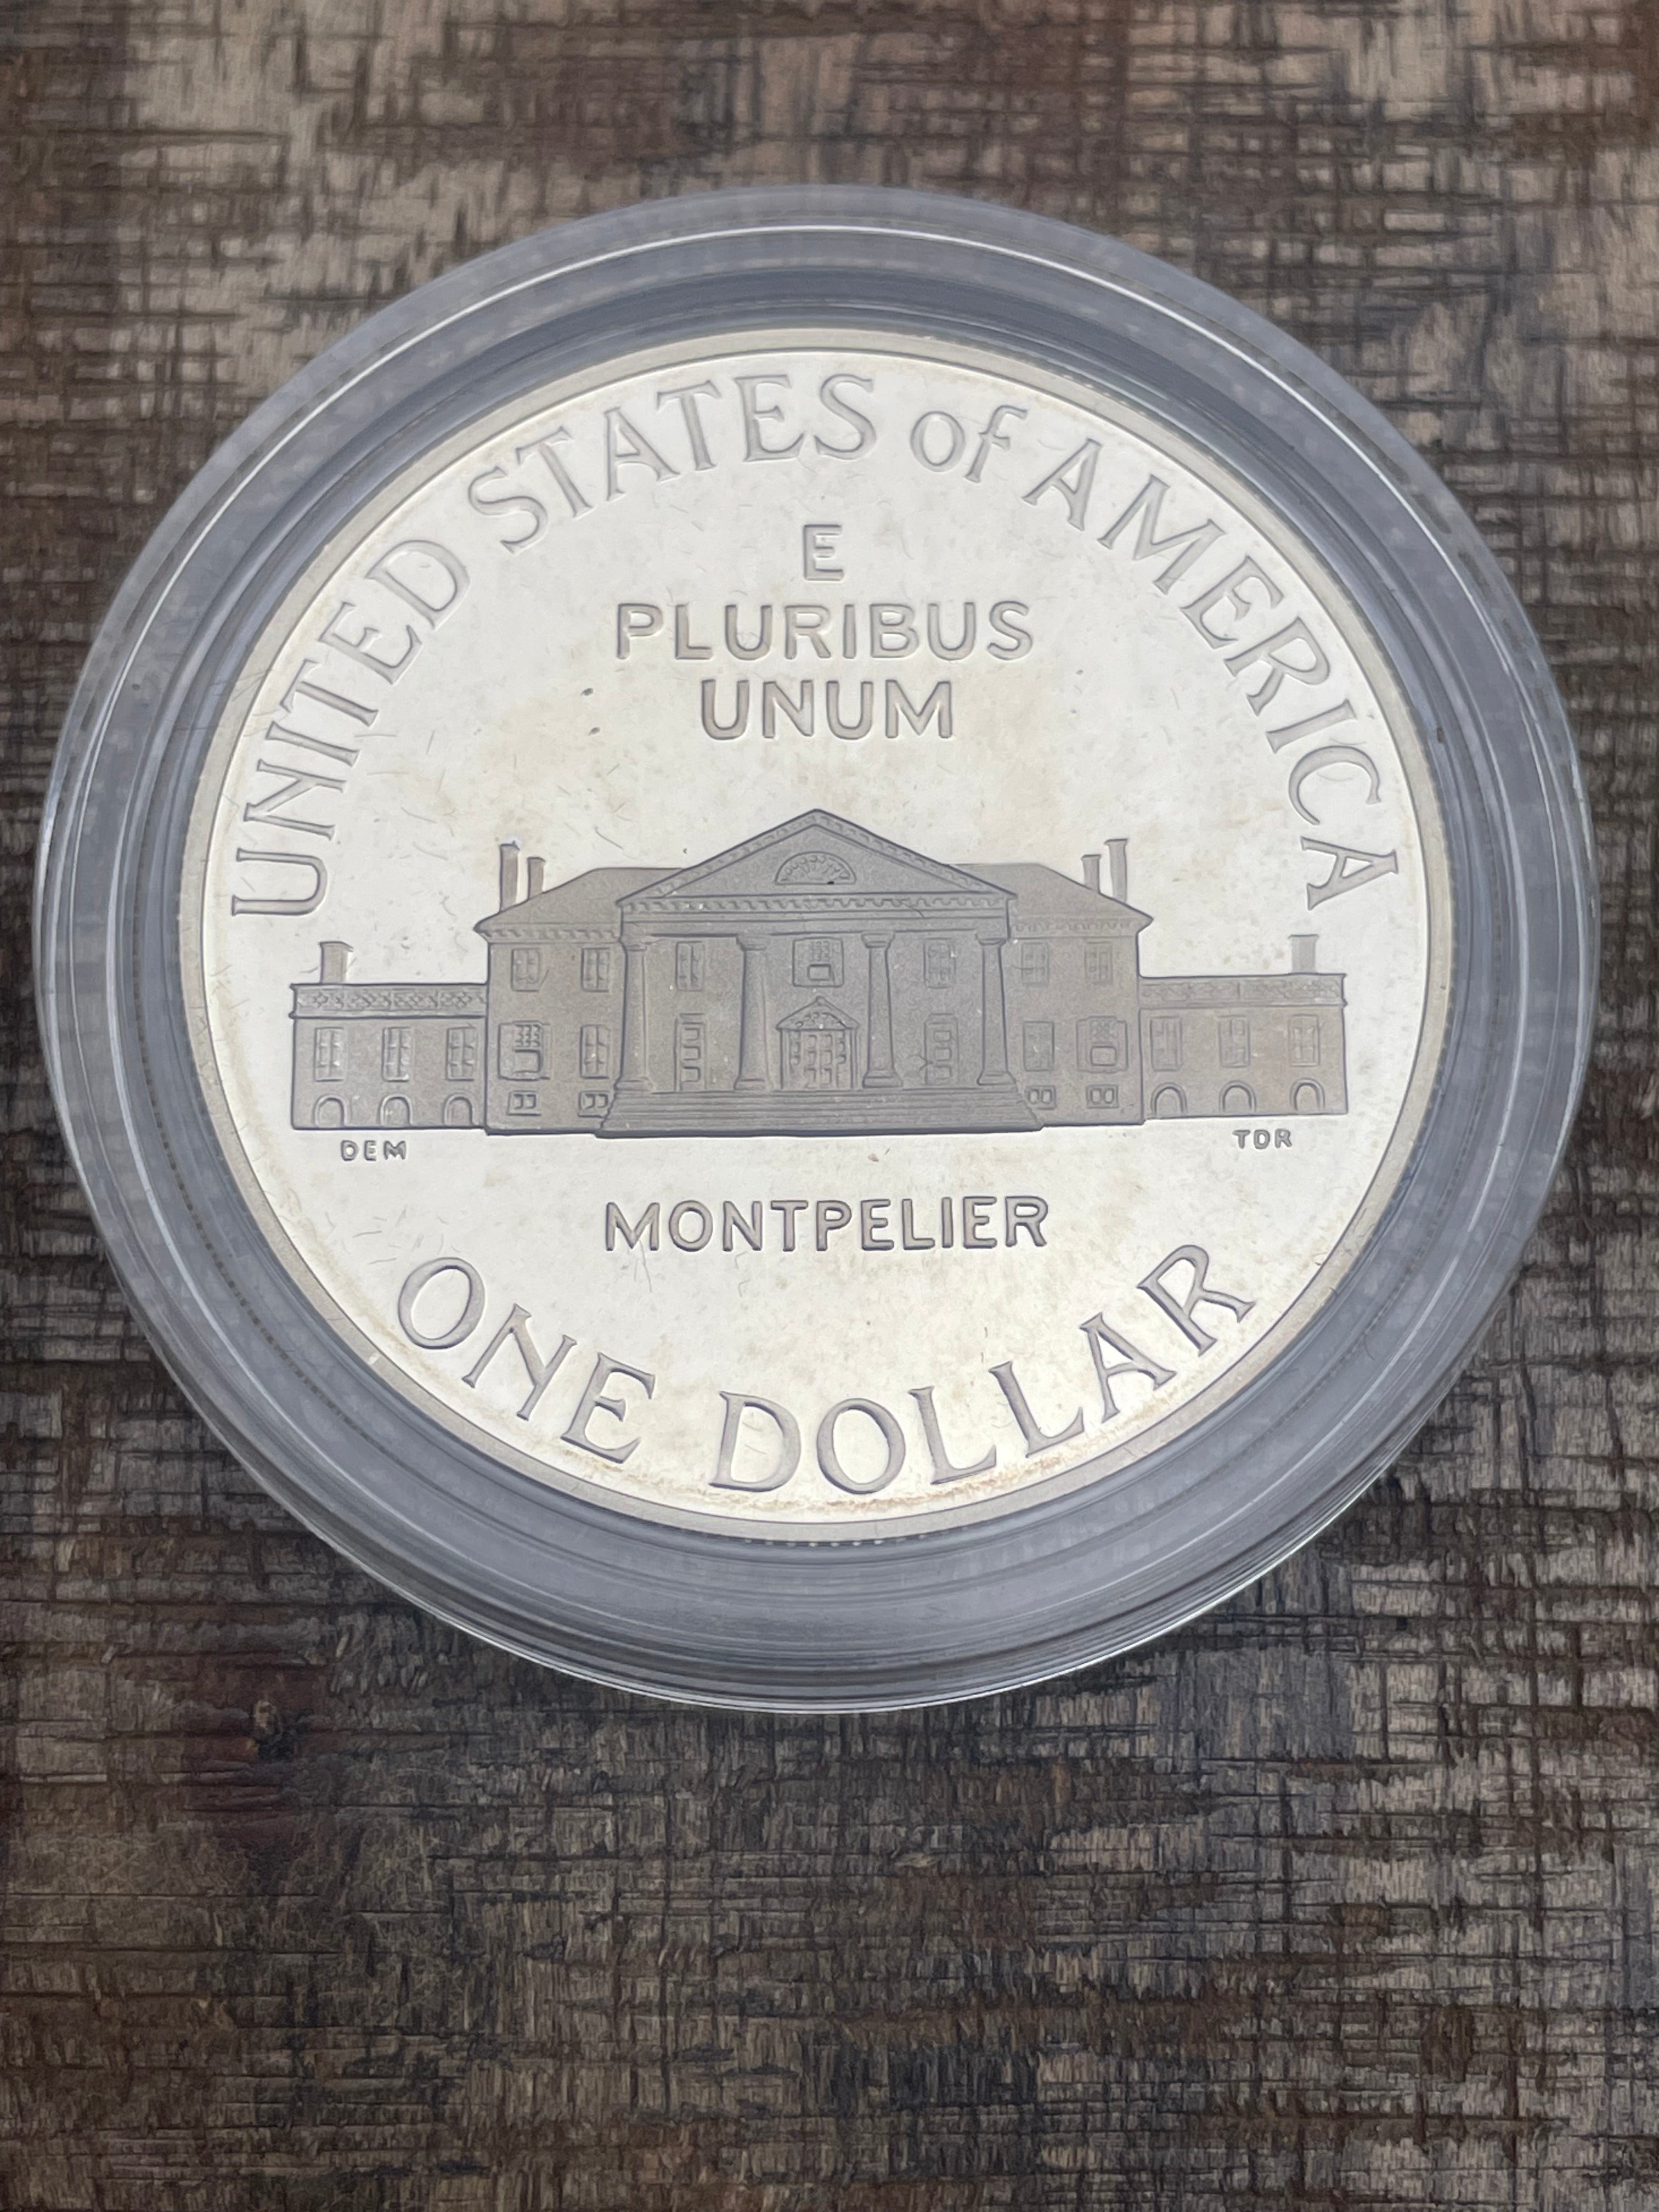 UNITED STATES of AMERICA
E
PLURIBUS
UNUM
DEM
TDR
MONTPELIER
ONE DOLLAR